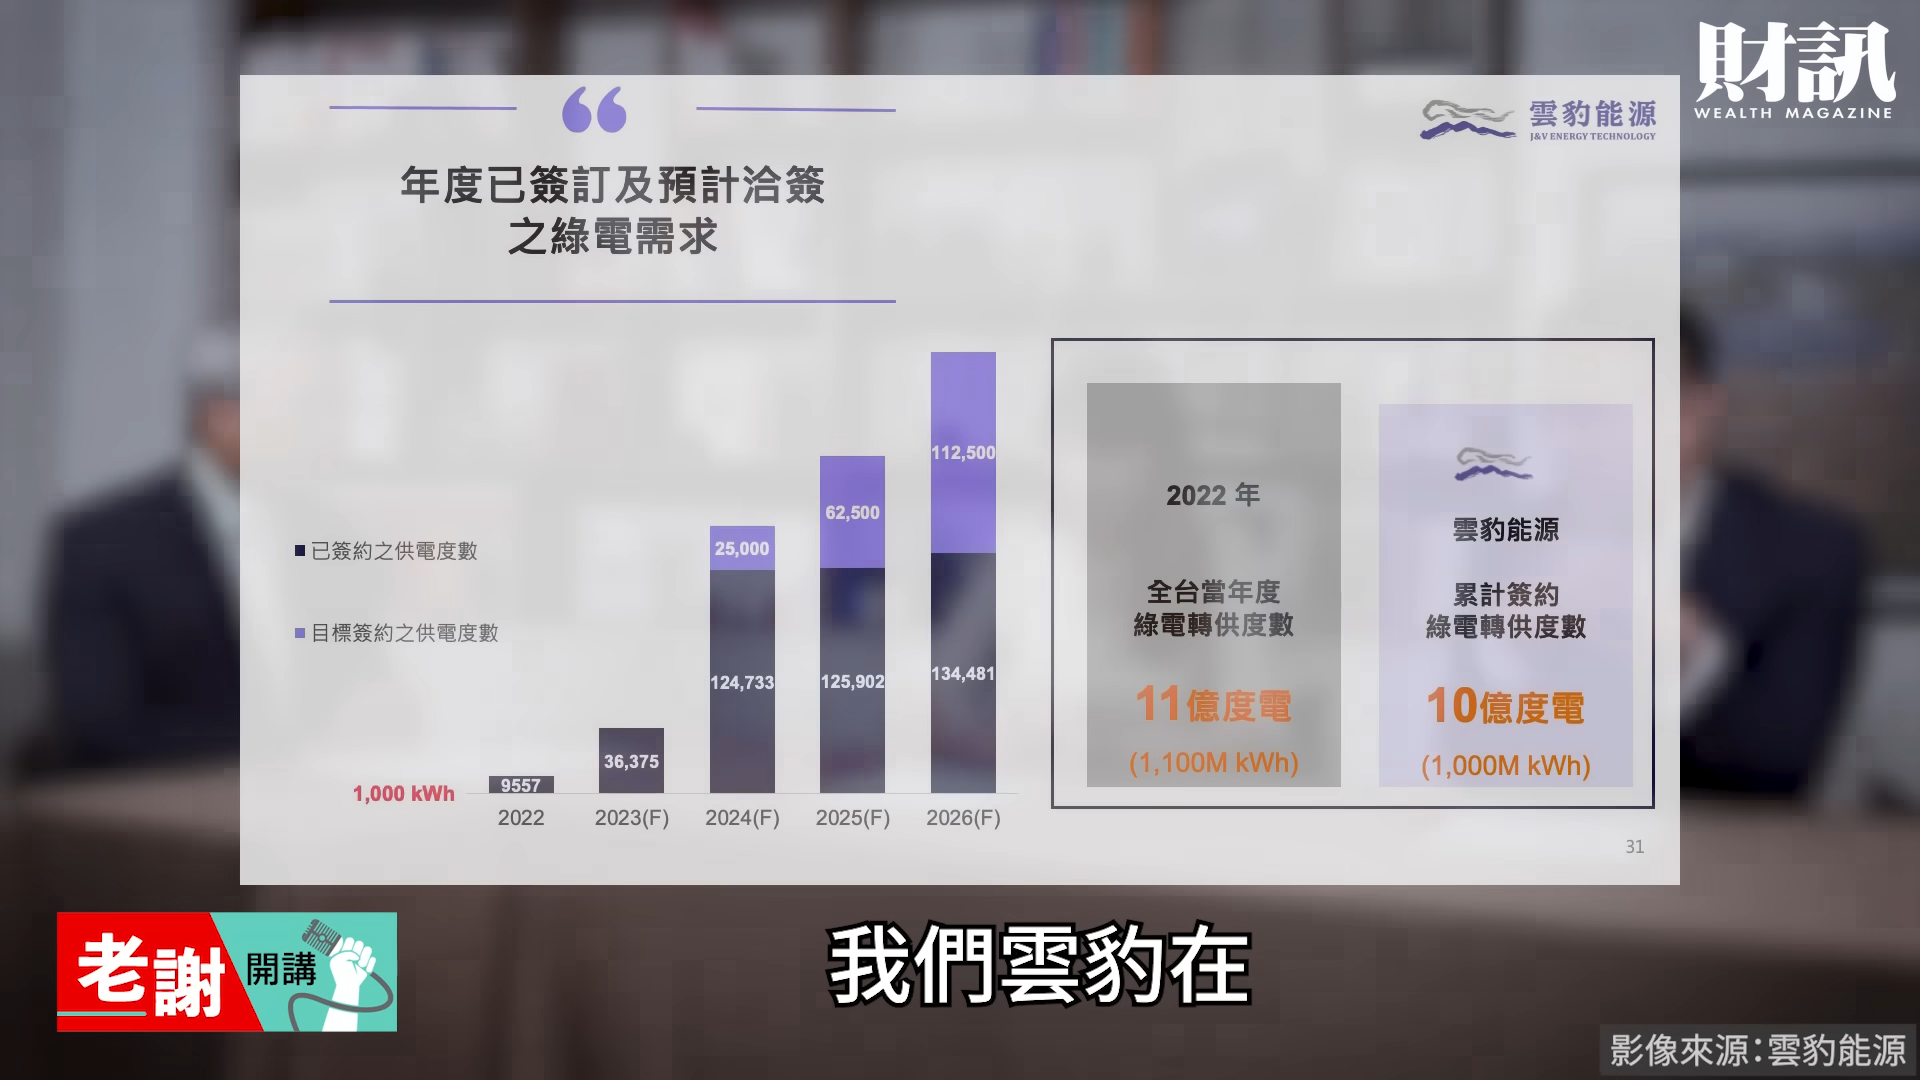 財訊
WEALTH MAGAZINE
雲豹能源
J&V ENERGY TECHNOLOGY
年度已簽訂及預計洽簽
之綠電需求
已簽約之供電度數
目標簽約之供電度數
112,500
62,500
25,000
134,481
125,902
124,733
36,375
9557
1,000 kWh
2022
2023(F)
2024(F)
2025(F)
2026(F)
2022 年
全台當年度
綠電轉供度數
11億度電
(1,100M kWh)
雲豹能源
累計簽約
綠電轉供度數
10億度電
(1,000M kWh)
31
老謝
開講
我們雲豹在
影像來源:雲豹能源